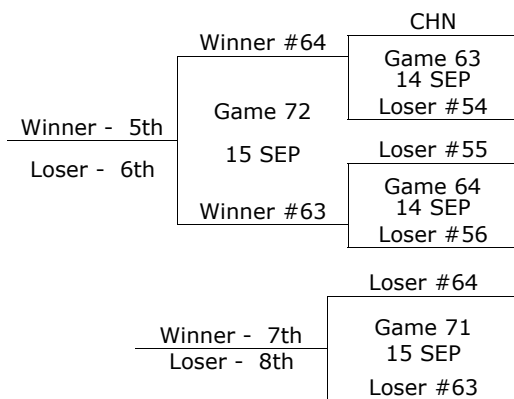 CHN
Winner #64
Game 63
14 SEP
Game 72
Loser #54
Winner - 5th
Loser #55
15 SEP
Loser - 6th
Game 64
14 SEP
Winner #63
Loser #56
Loser #64
Winner - 7th
Game 71
Loser - 8th
15 SEP
Loser #63